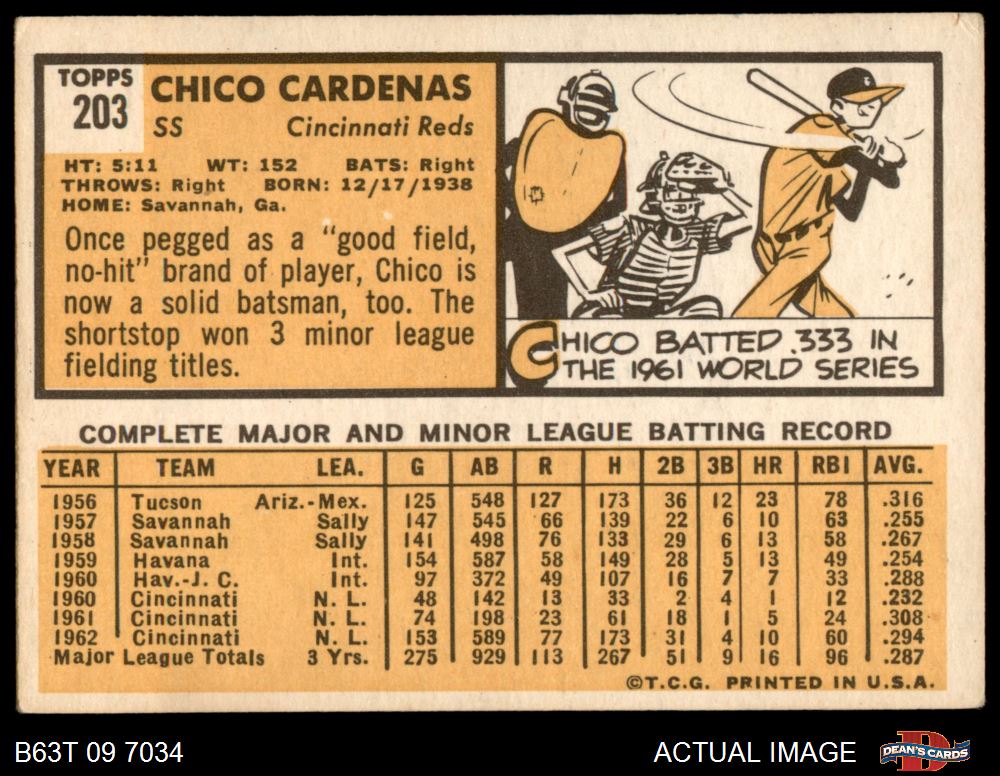 TOPPS
203
CHICO CARDENAS
SS Cincinnati Reds
HT: 5:11 WT: 152 BATS: Right
THROWS: Right BORN: 12/17/1938
HOME: Savannah, Ga.
Once pegged as a "good field,
no-hit" brand of player, Chico is
now a solid batsman, too. The
shortstop won 3 minor league
fielding titles.
CHICO BATTED .333 IN
THE 1961 WORLD SERIES
COMPLETE MAJOR AND MINOR LEAGUE BATTING RECORD
YEAR TEAM LEA. G AB R H 2B 3B HR RBI AVG.
1956 Tucson Ariz.-Mex. 125 548 127 173 36 12 23 78 .316
1957 Savannah Sally 147 545 66 139 22 6 10 63 .255
1958 Savannah Sally 141 498 76 133 29 6 13 58 .267
1959 Havana Int. 154 587 58 149 28 5 13 49 .254
1960 Hav.-J. C. Int. 97 372 49 107 16 7 7 33 .288
1960 Cincinnati N. L. 48 142 13 33 2 4 1 12 .232
1961 Cincinnati N. L. 74 198 23 61 18 1 5 24 .308
1962 Cincinnati N. L. 153 589 77 173 31 4 10 60 .294
Major League Totals 3 Yrs. 275 929 113 267 51 9 16 96 .287
©T.C.G. PRINTED IN U.S.A.
B63T 09 7034
ACTUAL IMAGE
D
DEAN'S CARDS